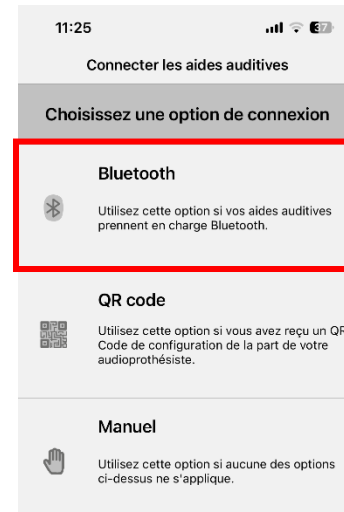 11:25
37
Connecter les aides auditives
Choisissez une option de connexion
Bluetooth
Utilisez cette option si vos aides auditives
prennent en charge Bluetooth.
QR code
Utilisez cette option si vous avez reçu un QR
Code de configuration de la part de votre
audioprothésiste.
Manuel
Utilisez cette option si aucune des options
ci-dessus ne s'applique.